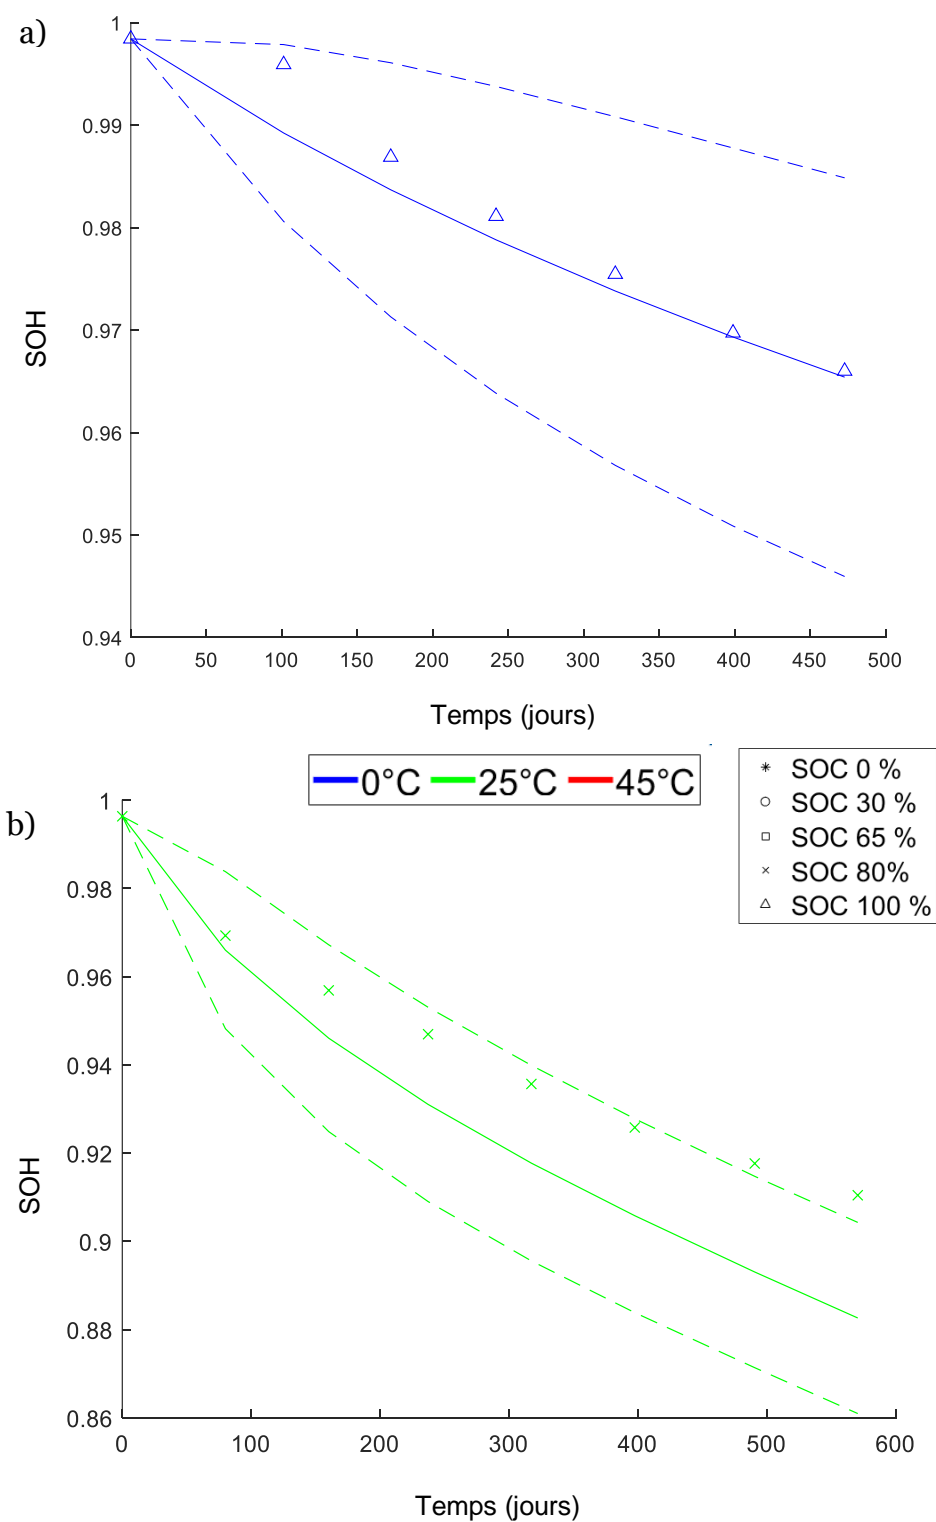 a)
1
0.99
0.98
0.97
0.96
0.95
0.94
SOH
0 50 100 150 200 250 300 350 400 450 500
Temps (jours)
0°C 25°C 45°C
SOC 0 %
SOC 30 %
SOC 65 %
SOC 80%
SOC 100 %
b)
1
0.98
0.96
0.94
0.92
0.9
0.88
0.86
SOH
0 100 200 300 400 500 600
Temps (jours)